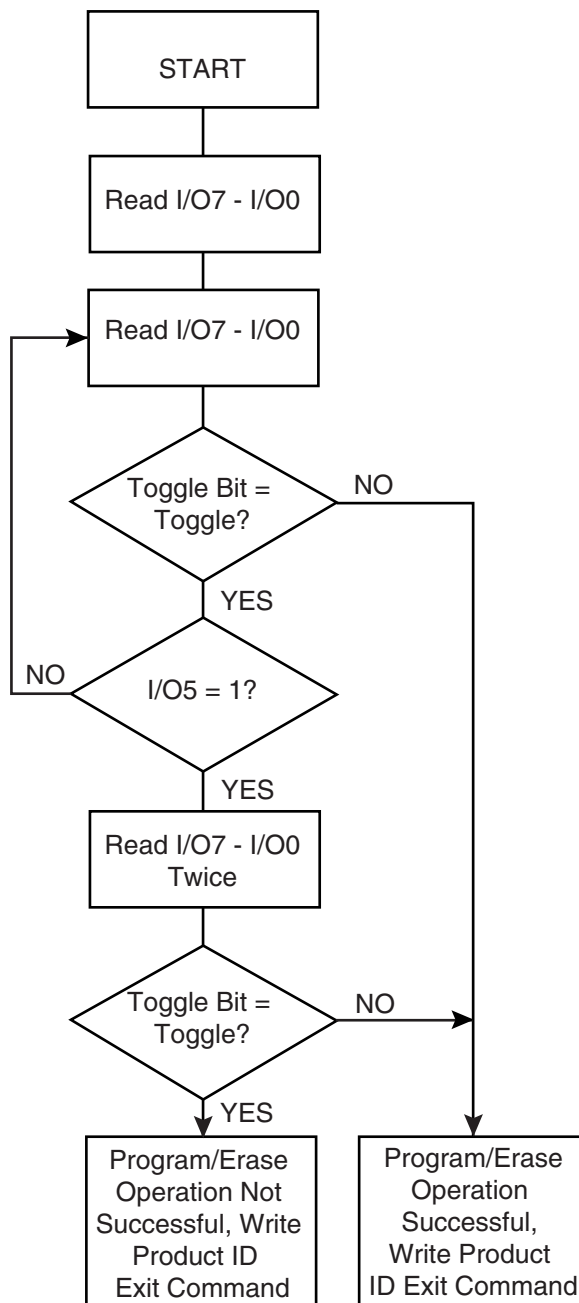 START
Read I/O7 - I/O0
Read I/O7 - I/O0
Toggle Bit =
Toggle?
NO
YES
NO
I/O5 = 1?
YES
Read I/O7 - I/O0
Twice
Toggle Bit =
Toggle?
NO
YES
Program/Erase
Operation Not
Successful, Write
Product ID
Exit Command
Program/Erase
Operation
Successful,
Write Product
ID Exit Command